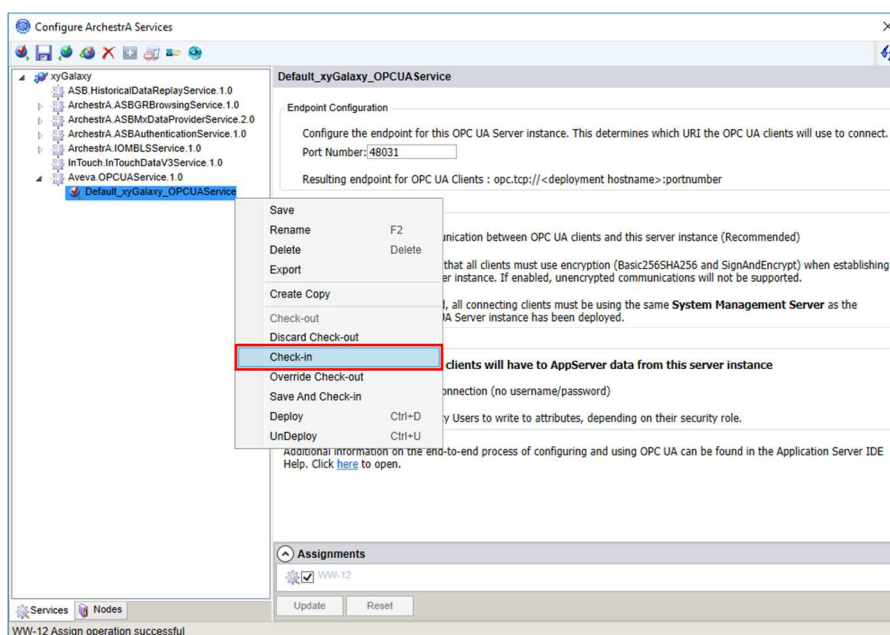 Configure ArchestrA Services
xyGalaxy
ASB.HistoricalDataReplayService.1.0
ArchestrA.ASBGRBrowsingService.1.0
ArchestrA.ASBMxDataProviderService.2.0
ArchestrA.ASBAuthenticationService.1.0
ArchestrA.IOMBLSService.1.0
InTouch.InTouchDataV3Service.1.0
Aveva.OPCUAService.1.0
Default_xyGalaxy_OPCUAService
Default_xyGalaxy_OPCUAService
Endpoint Configuration
Configure the endpoint for this OPC UA Server instance. This determines which URI the OPC UA clients will use to connect.
Port Number: 48031
Resulting endpoint for OPC UA Clients : opc.tcp://<deployment hostname>:portnumber
Save
Rename F2
Delete Delete
Export
Create Copy
Check-out
Discard Check-out
Check-in
Override Check-out
Save And Check-in
Deploy Ctrl+D
UnDeploy Ctrl+U
unication between OPC UA clients and this server instance (Recommended)
that all clients must use encryption (Basic256SHA256 and SignAndEncrypt) when establishing
er instance. If enabled, unencrypted communications will not be supported.
, all connecting clients must be using the same System Management Server as the
UA Server instance has been deployed.
clients will have to AppServer data from this server instance
onnection (no username/password)
y Users to write to attributes, depending on their security role.
Additional information on the end-to-end process of configuring and using OPC UA can be found in the Application Server IDE
Help. Click here to open.
Assignments
WW-12
Update Reset
Services Nodes
WW-12 Assign operation successful